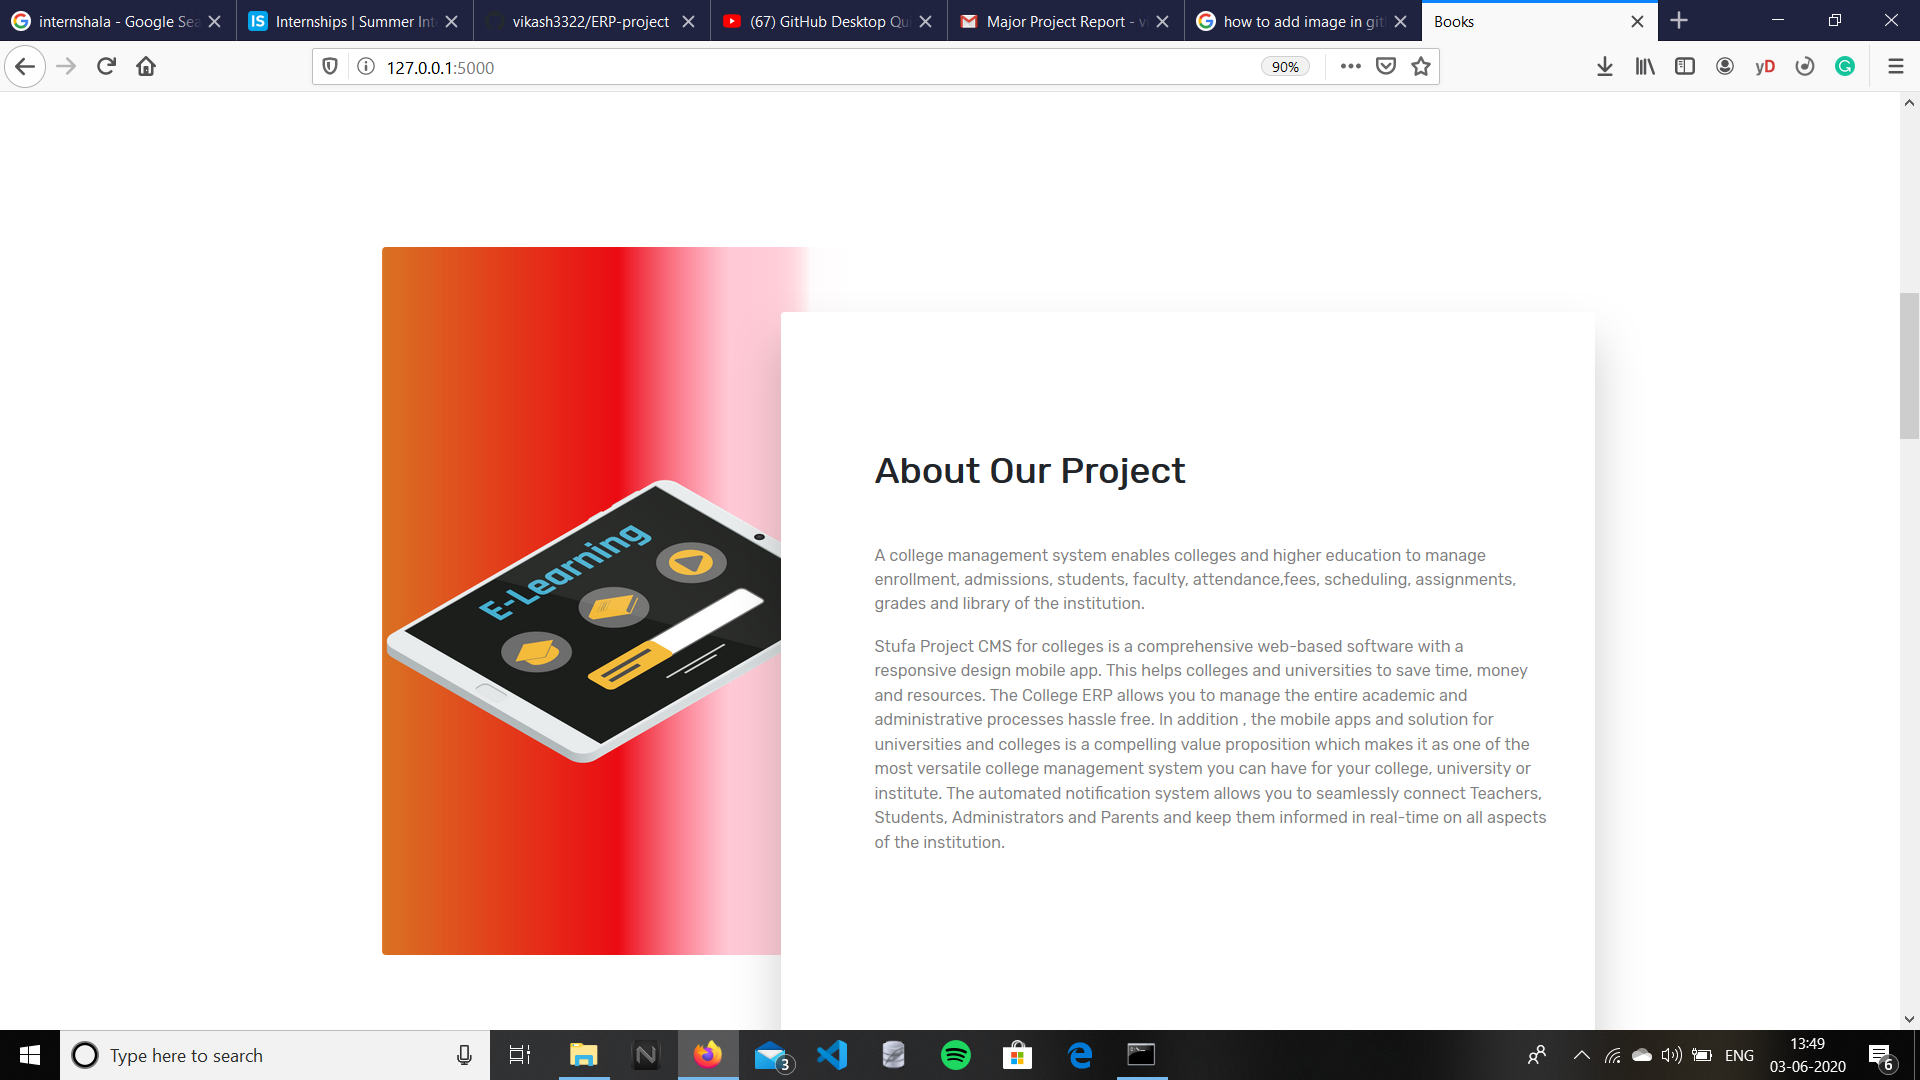 internshala - Google Sea
IS
Internships | Summer Int
vikash3322/ERP-project
(67) GitHub Desktop Qu
Major Project Report - v
how to add image in git
Books
127.0.0.1:5000
90%
yD
About Our Project
A college management system enables colleges and higher education to manage
enrollment, admissions, students, faculty, attendance,fees, scheduling, assignments,
grades and library of the institution.
E-Learning
Stufa Project CMS for colleges is a comprehensive web-based software with a
responsive design mobile app. This helps colleges and universities to save time, money
and resources. The College ERP allows you to manage the entire academic and
administrative processes hassle free. In addition , the mobile apps and solution for
universities and colleges is a compelling value proposition which makes it as one of the
most versatile college management system you can have for your college, university or
institute. The automated notification system allows you to seamlessly connect Teachers,
Students, Administrators and Parents and keep them informed in real-time on all aspects
of the institution.
Type here to search
3
ENG
13:49
03-06-2020
6